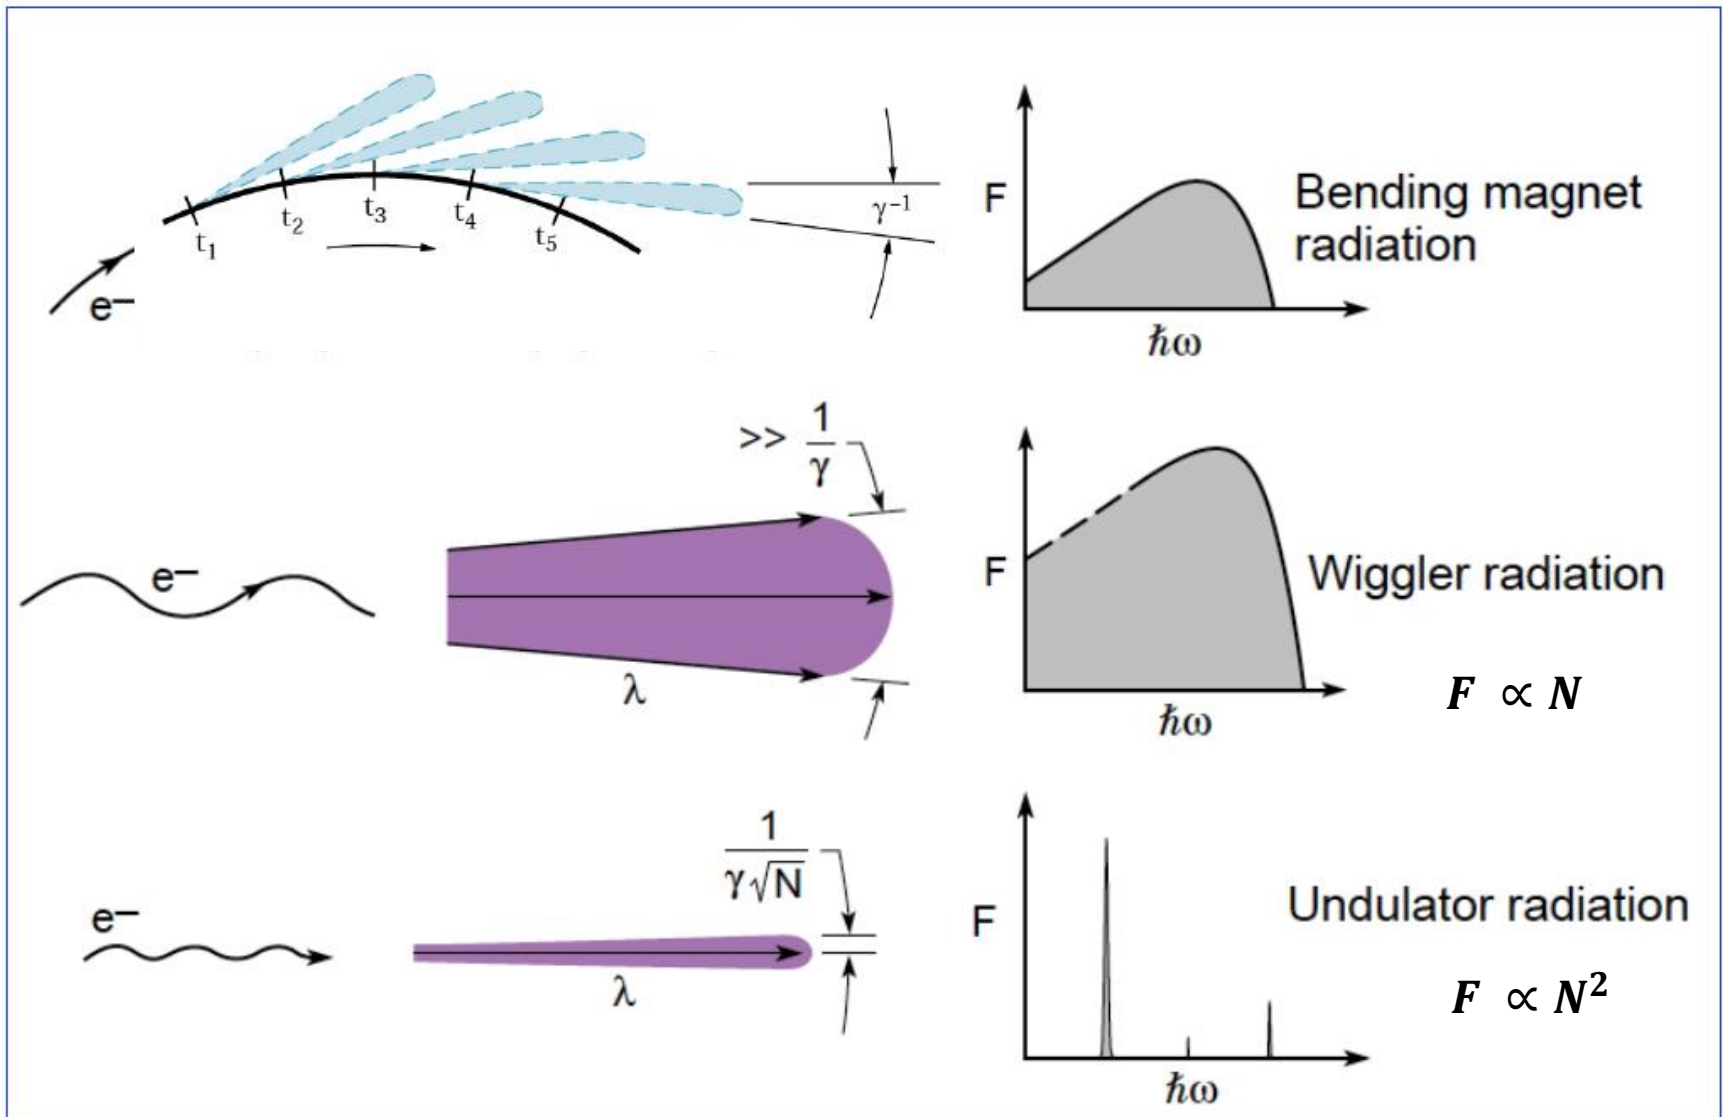 t₁
t₂
t₃
t₄
t₅
e–
γ⁻¹
F
ħω
Bending magnet
radiation
>> 1/γ
e–
λ
F
ħω
Wiggler radiation
F ∝ N
1/γ√N
e–
λ
F
ħω
Undulator radiation
F ∝ N²